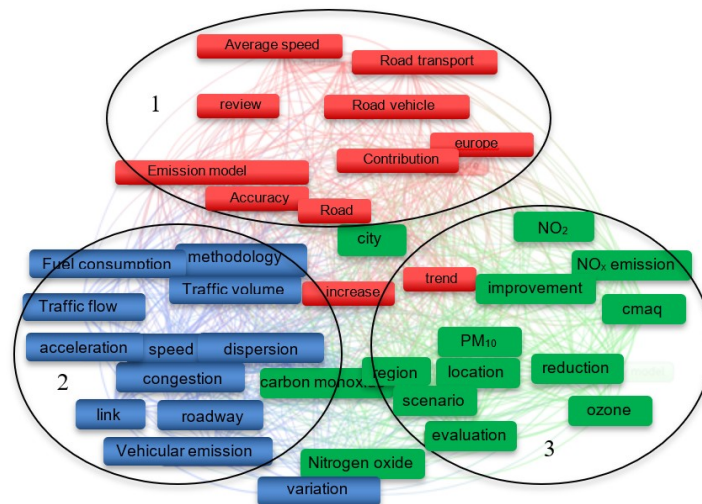 Average speed
Road transport
1
review
Road vehicle
europe
Contribution
Emission model
Accuracy
Road
NO₂
city
methodology
Fuel consumption
NOₓ emission
trend
improvement
Traffic volume
increase
Traffic flow
cmaq
PM₁₀
acceleration
speed
dispersion
region
location
reduction
2
congestion
carbon monox
scenario
link
roadway
ozone
evaluation
3
Vehicular emission
Nitrogen oxide
variation